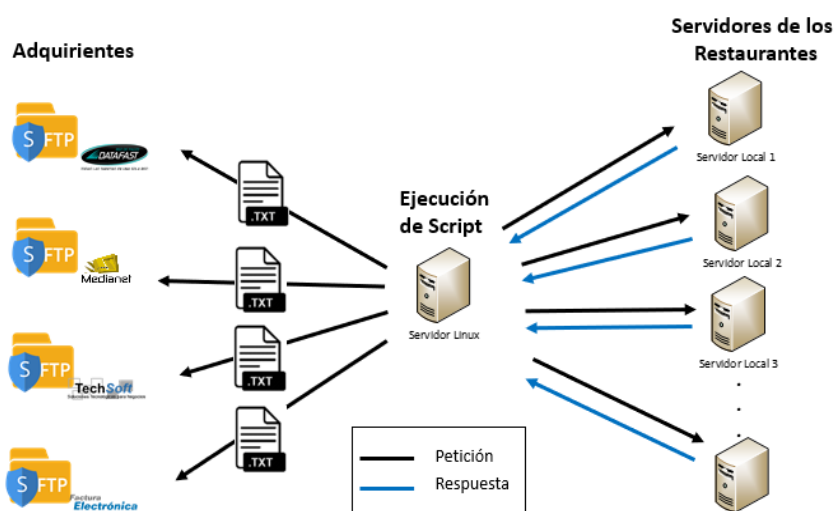 Adquirientes
Servidores de los
Restaurantes
S FTP
DATAFAST
.TXT
Servidor Local 1
Ejecución
de Script
S FTP
Medianet
.TXT
Servidor Linux
Servidor Local 2
S FTP
TechSoft
.TXT
Servidor Local 3
S FTP
Factura
Electrónica
.TXT
Petición
Respuesta